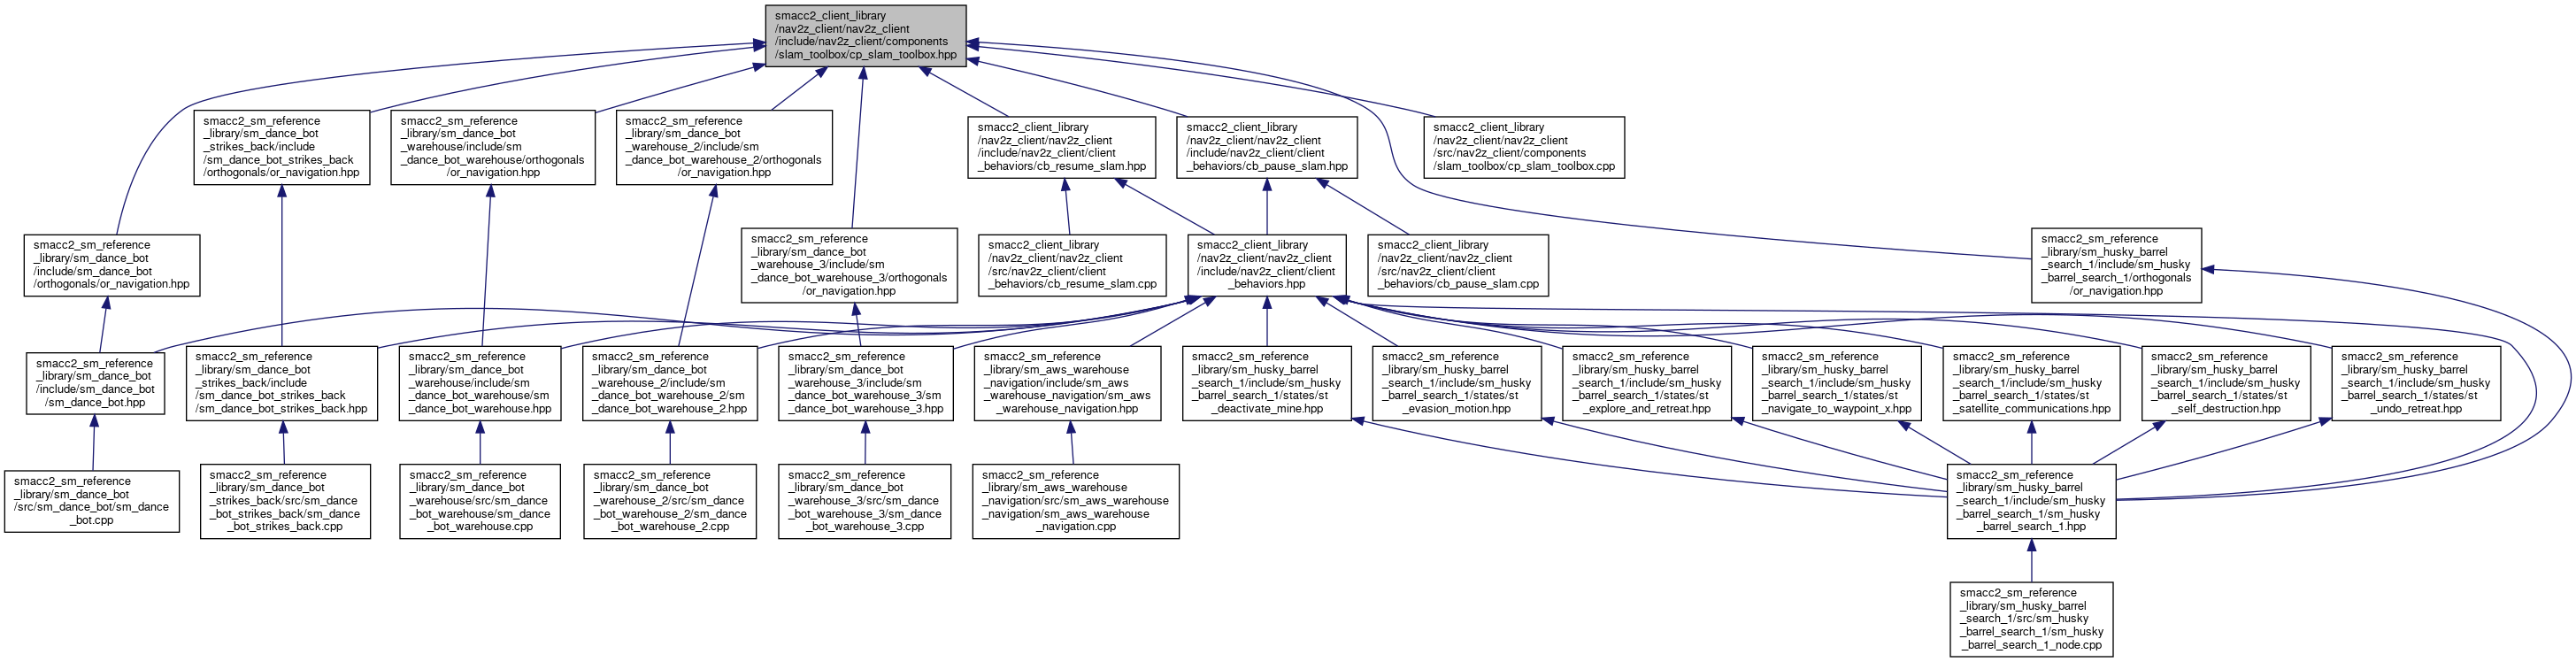 smacc2_client_library
/nav2z_client/nav2z_client
/include/nav2z_client/components
/slam_toolbox/cp_slam_toolbox.hpp
smacc2_sm_reference
_library/sm_dance_bot
_strikes_back/include
/sm_dance_bot_strikes_back
/orthogonals/or_navigation.hpp
smacc2_sm_reference
_library/sm_dance_bot
_warehouse/include/sm
_dance_bot_warehouse/orthogonals
/or_navigation.hpp
smacc2_sm_reference
_library/sm_dance_bot
_warehouse_2/include/sm
_dance_bot_warehouse_2/orthogonals
/or_navigation.hpp
smacc2_client_library
/nav2z_client/nav2z_client
/include/nav2z_client/client
_behaviors/cb_resume_slam.hpp
smacc2_client_library
/nav2z_client/nav2z_client
/include/nav2z_client/client
_behaviors/cb_pause_slam.hpp
smacc2_client_library
/nav2z_client/nav2z_client
/src/nav2z_client/components
/slam_toolbox/cp_slam_toolbox.cpp
smacc2_sm_reference
_library/sm_dance_bot
/include/sm_dance_bot
/orthogonals/or_navigation.hpp
smacc2_sm_reference
_library/sm_dance_bot
_warehouse_3/include/sm
_dance_bot_warehouse_3/orthogonals
/or_navigation.hpp
smacc2_client_library
/nav2z_client/nav2z_client
/src/nav2z_client/client
_behaviors/cb_resume_slam.cpp
smacc2_client_library
/nav2z_client/nav2z_client
/include/nav2z_client/client
_behaviors.hpp
smacc2_client_library
/nav2z_client/nav2z_client
/src/nav2z_client/client
_behaviors/cb_pause_slam.cpp
smacc2_sm_reference
_library/sm_husky_barrel
_search_1/include/sm_husky
_barrel_search_1/orthogonals
/or_navigation.hpp
smacc2_sm_reference
_library/sm_dance_bot
/include/sm_dance_bot
/sm_dance_bot.hpp
smacc2_sm_reference
_library/sm_dance_bot
_strikes_back/include
/sm_dance_bot_strikes_back
/sm_dance_bot_strikes_back.hpp
smacc2_sm_reference
_library/sm_dance_bot
_warehouse/include/sm
_dance_bot_warehouse/sm
_dance_bot_warehouse.hpp
smacc2_sm_reference
_library/sm_dance_bot
_warehouse_2/include/sm
_dance_bot_warehouse_2/sm
_dance_bot_warehouse_2.hpp
smacc2_sm_reference
_library/sm_dance_bot
_warehouse_3/include/sm
_dance_bot_warehouse_3/sm
_dance_bot_warehouse_3.hpp
smacc2_sm_reference
_library/sm_aws_warehouse
_navigation/include/sm_aws
_warehouse_navigation/sm_aws
_warehouse_navigation.hpp
smacc2_sm_reference
_library/sm_husky_barrel
_search_1/include/sm_husky
_barrel_search_1/states/st
_deactivate_mine.hpp
smacc2_sm_reference
_library/sm_husky_barrel
_search_1/include/sm_husky
_barrel_search_1/states/st
_evasion_motion.hpp
smacc2_sm_reference
_library/sm_husky_barrel
_search_1/include/sm_husky
_barrel_search_1/states/st
_explore_and_retreat.hpp
smacc2_sm_reference
_library/sm_husky_barrel
_search_1/include/sm_husky
_barrel_search_1/states/st
_navigate_to_waypoint_x.hpp
smacc2_sm_reference
_library/sm_husky_barrel
_search_1/include/sm_husky
_barrel_search_1/states/st
_satellite_communications.hpp
smacc2_sm_reference
_library/sm_husky_barrel
_search_1/include/sm_husky
_barrel_search_1/states/st
_self_destruction.hpp
smacc2_sm_reference
_library/sm_husky_barrel
_search_1/include/sm_husky
_barrel_search_1/states/st
_undo_retreat.hpp
smacc2_sm_reference
_library/sm_dance_bot
/src/sm_dance_bot/sm_dance
_bot.cpp
smacc2_sm_reference
_library/sm_dance_bot
_strikes_back/src/sm_dance
_bot_strikes_back/sm_dance
_bot_strikes_back.cpp
smacc2_sm_reference
_library/sm_dance_bot
_warehouse/src/sm_dance
_bot_warehouse/sm_dance
_bot_warehouse.cpp
smacc2_sm_reference
_library/sm_dance_bot
_warehouse_2/src/sm_dance
_bot_warehouse_2/sm_dance
_bot_warehouse_2.cpp
smacc2_sm_reference
_library/sm_dance_bot
_warehouse_3/src/sm_dance
_bot_warehouse_3/sm_dance
_bot_warehouse_3.cpp
smacc2_sm_reference
_library/sm_aws_warehouse
_navigation/src/sm_aws_warehouse
_navigation/sm_aws_warehouse
_navigation.cpp
smacc2_sm_reference
_library/sm_husky_barrel
_search_1/include/sm_husky
_barrel_search_1/sm_husky
_barrel_search_1.hpp
smacc2_sm_reference
_library/sm_husky_barrel
_search_1/src/sm_husky
_barrel_search_1/sm_husky
_barrel_search_1_node.cpp